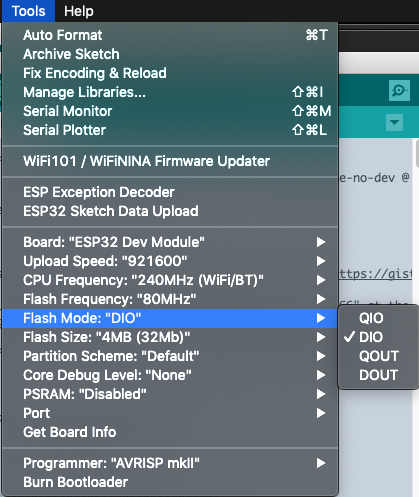 Tools Help
Auto Format ⌘T
Archive Sketch
Fix Encoding & Reload
Manage Libraries... ⇧⌘I
Serial Monitor ⇧⌘M
Serial Plotter ⇧⌘L
WiFi101 / WiFiNINA Firmware Updater
e-no-dev @
ESP Exception Decoder
ESP32 Sketch Data Upload
Board: "ESP32 Dev Module"
Upload Speed: "921600"
ttps://gist
CPU Frequency: "240MHz (WiFi/BT)"
Flash Frequency: "80MHz"
Flash Mode: "DIO"
QIO
Flash Size: "4MB (32Mb)"
✓ DIO
Partition Scheme: "Default"
QOUT
Core Debug Level: "None"
DOUT
PSRAM: "Disabled"
Port
Get Board Info
Programmer: "AVRISP mkII"
Burn Bootloader